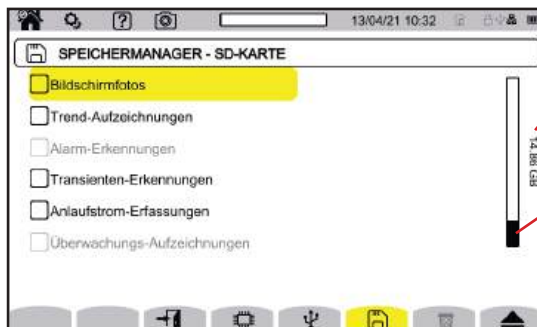 13/04/21 10:32
SPEICHERMANAGER - SD-KARTE
Bildschirmfotos
Trend-Aufzeichnungen
Alarm-Erkennungen
Transienten-Erkennungen
Anlaufstrom-Erfassungen
Überwachungs-Aufzeichnungen
14.86 GB